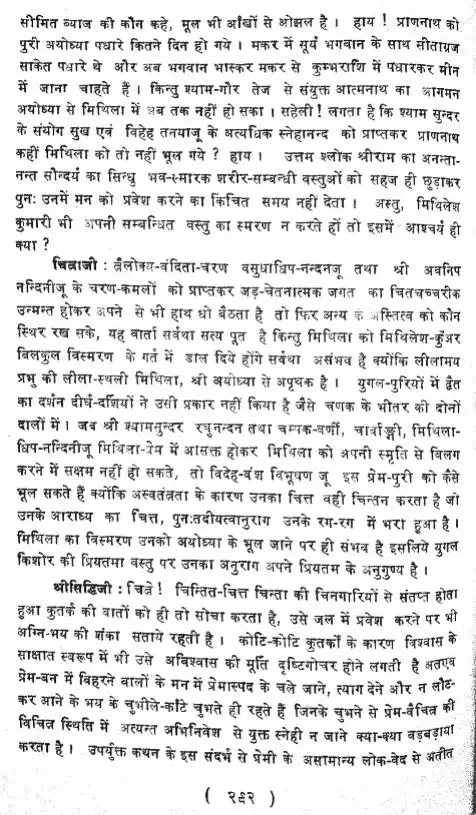 सीमित ब्याज की कौन कहे, मूल भी आँखों से ओझल है । हाय ! प्राणनाथ को
पुरी अयोध्या पधारे कितने दिन हो गये । मकर में सूर्य भगवान के साथ सीताग्रज
साकेत पधारे थे और अब भगवान भास्कर मकर से कुम्भराशि में पधारकर मीन
में जाना चाहते हैं । किन्तु श्याम-गौर तेज से संयुक्त आत्मनाथ का आगमन
अयोध्या से मिथिला में अब तक नहीं हो सका । सहेली ! लगता है कि श्याम सुन्दर
के संयोग सुख एवं विहेह तनयाजू के अत्यधिक स्नेहानन्द को प्राप्तकर प्राणनाथ
कहीं मिथिला को तो नहीं भूल गये ? हाय । उत्तम श्लोक श्रीराम का अनन्ता-
नन्त सौन्दर्य का सिन्धु भव-स्मारक शरीर-सम्बन्धी वस्तुओं को सहज ही छुड़ाकर
पुनः उनमें मन को प्रवेश करने का किंचित समय नहीं देता । अस्तु, मिथिलेश
कुमारी भी अपनी सम्बन्धित वस्तु का स्मरण न करते हों तो इसमें आश्चर्य ही
क्या ?
चित्राजी : त्रैलोक्य-वंदिता-चरण वसुधाधिप-नन्दनजू तथा श्री अवनिप
नन्दिनीजू के चरण-कमलों को प्राप्तकर जड़-चेतनात्मक जगत का चितचच्चरीक
उन्मत्त होकर अपने से भी हाथ धो बैठता है तो फिर अन्य के अस्तित्व को कौन
स्थिर रख सके, यह वार्ता सर्वथा सत्य पूत है किन्तु मिथिला को मिथिलेश-कुँअर
बिलकुल विस्मरण के गर्त में डाल दिये होंगे सर्वथा असंभव है क्योंकि लीलामय
प्रभु की लीला-स्थली मिथिला, श्री अयोध्या से अपृथक है । युगल-पुरियों में द्वैत
का दर्शन दीर्घ-दर्शियों ने उसी प्रकार नहीं किया है जैसे चणक के भीतर की दोनों
दालों में । जब श्री श्यामसुन्दर रघुनन्दन तथा चम्पक-वर्णी, चार्वाङ्गी, मिथिला-
धिप-नन्दिनीजू मिथिला-प्रेम में आसक्त होकर मिथिला को अपनी स्मृति से विलग
करने में सक्षम नहीं हो सकते, तो विदेह-वंश विभूषण जू इस प्रेम-पुरी को कैसे
भूल सकते हैं क्योंकि अस्वतंत्रता के कारण उनका चित्त वही चिन्तन करता है जो
उनके आराध्य का चित्त, पुनःतदीयत्वानुराग उनके रग-रग में भरा हुआ है ।
मिथिला का विस्मरण उनको अयोध्या के भूल जाने पर ही संभव है इसलिये युगल
किशोर की प्रियतमा वस्तु पर उनका अनुराग अपने प्रियतम के अनुगुण्य है ।
श्रीसिद्धिजी : चित्रे ! चिन्तित-चित्त चिन्ता की चिनगारियों से संतप्त होता
हुआ कुतर्क की बातों को ही तो सोचा करता है, उसे जल में प्रवेश करने पर भी
अग्नि-भय की शंका सताये रहती है । कोटि-कोटि कुतर्कों के कारण विश्वास के
साक्षात स्वरूप में भी उसे अविश्वास की मूर्ति दृष्टिगोचर होने लगती है अतएव
प्रेम-बन में विहरने वालों के मन में प्रेमास्पद के चले जाने, त्याग देने और न लौट-
कर आने के भय के चुभीले-काँटे चुभते ही रहते हैं जिनके चुभने से प्रेम-वैचित्र की
विचित्र स्थिति में अत्यन्त अभिनिवेश से युक्त स्नेही न जाने क्या-क्या बड़बड़ाया
करता है । उपर्युक्त कथन के इस संदर्भ से प्रेमी के असामान्य लोक-वेद से अतीत
( २९२ )